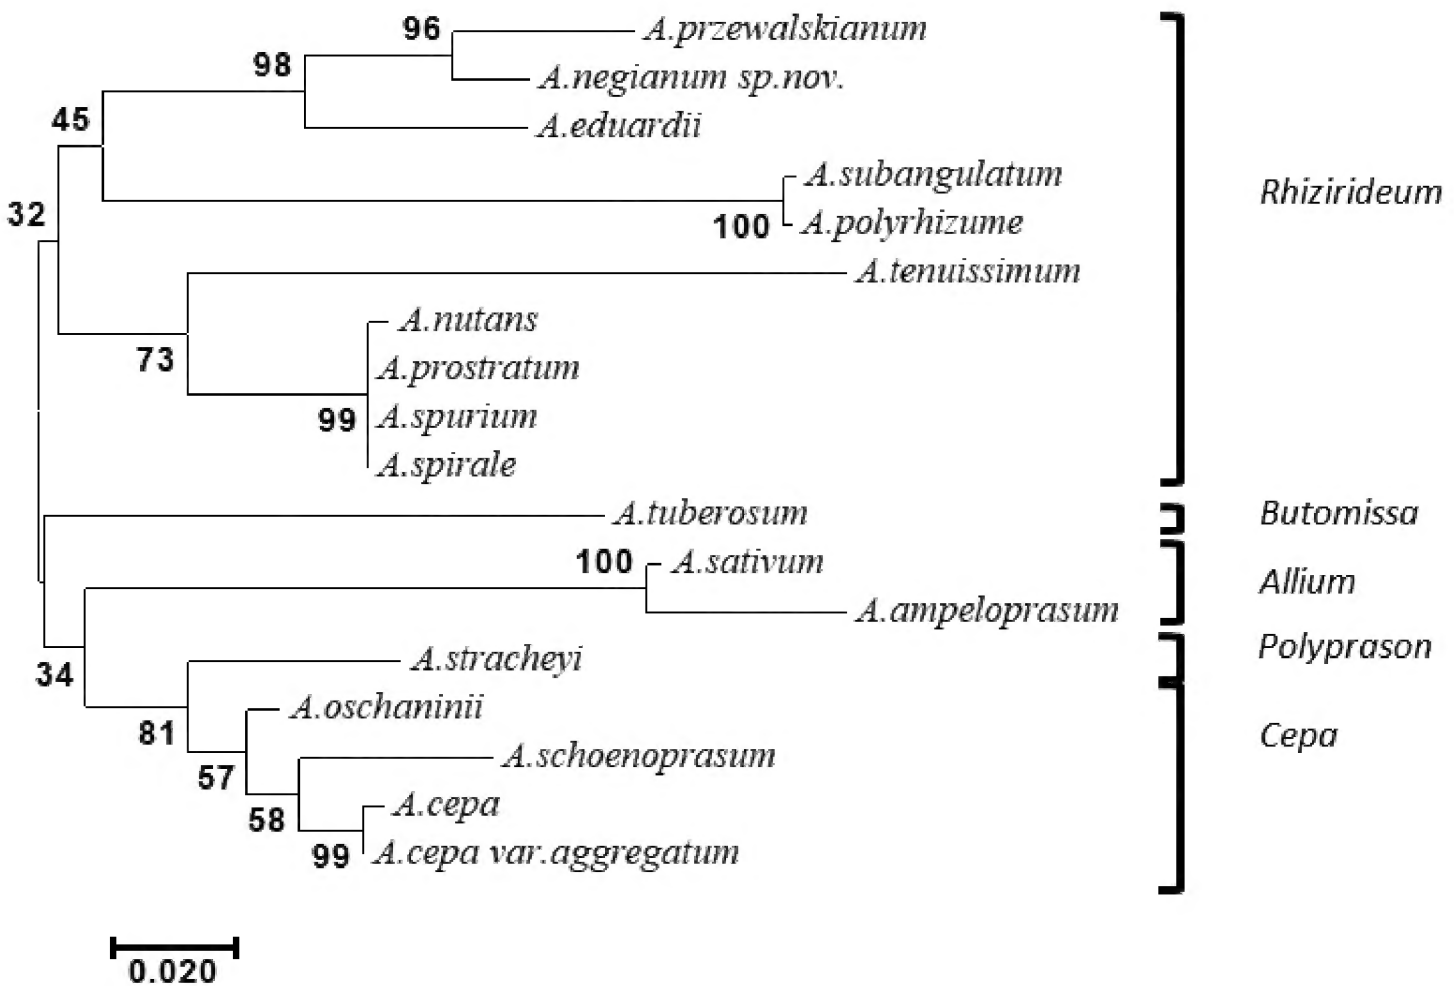 96
A.przewalskianum
98
A.negianum sp.nov.
45
A.eduardii
A.subangulatum
Rhizirideum
32
100
A.polyrhizume
A.tenuissimum
A.nutans
73
A.prostratum
99
A.spurium
A.spirale
A.tuberosum
Butomissa
100
A.sativum
Allium
A.ampeloprasum
34
A.stracheyi
Polyprason
A.oschaninii
81
Cepa
57
A.schoenoprasum
58
A.cepa
99
A.cepa var.aggregatum
0.020